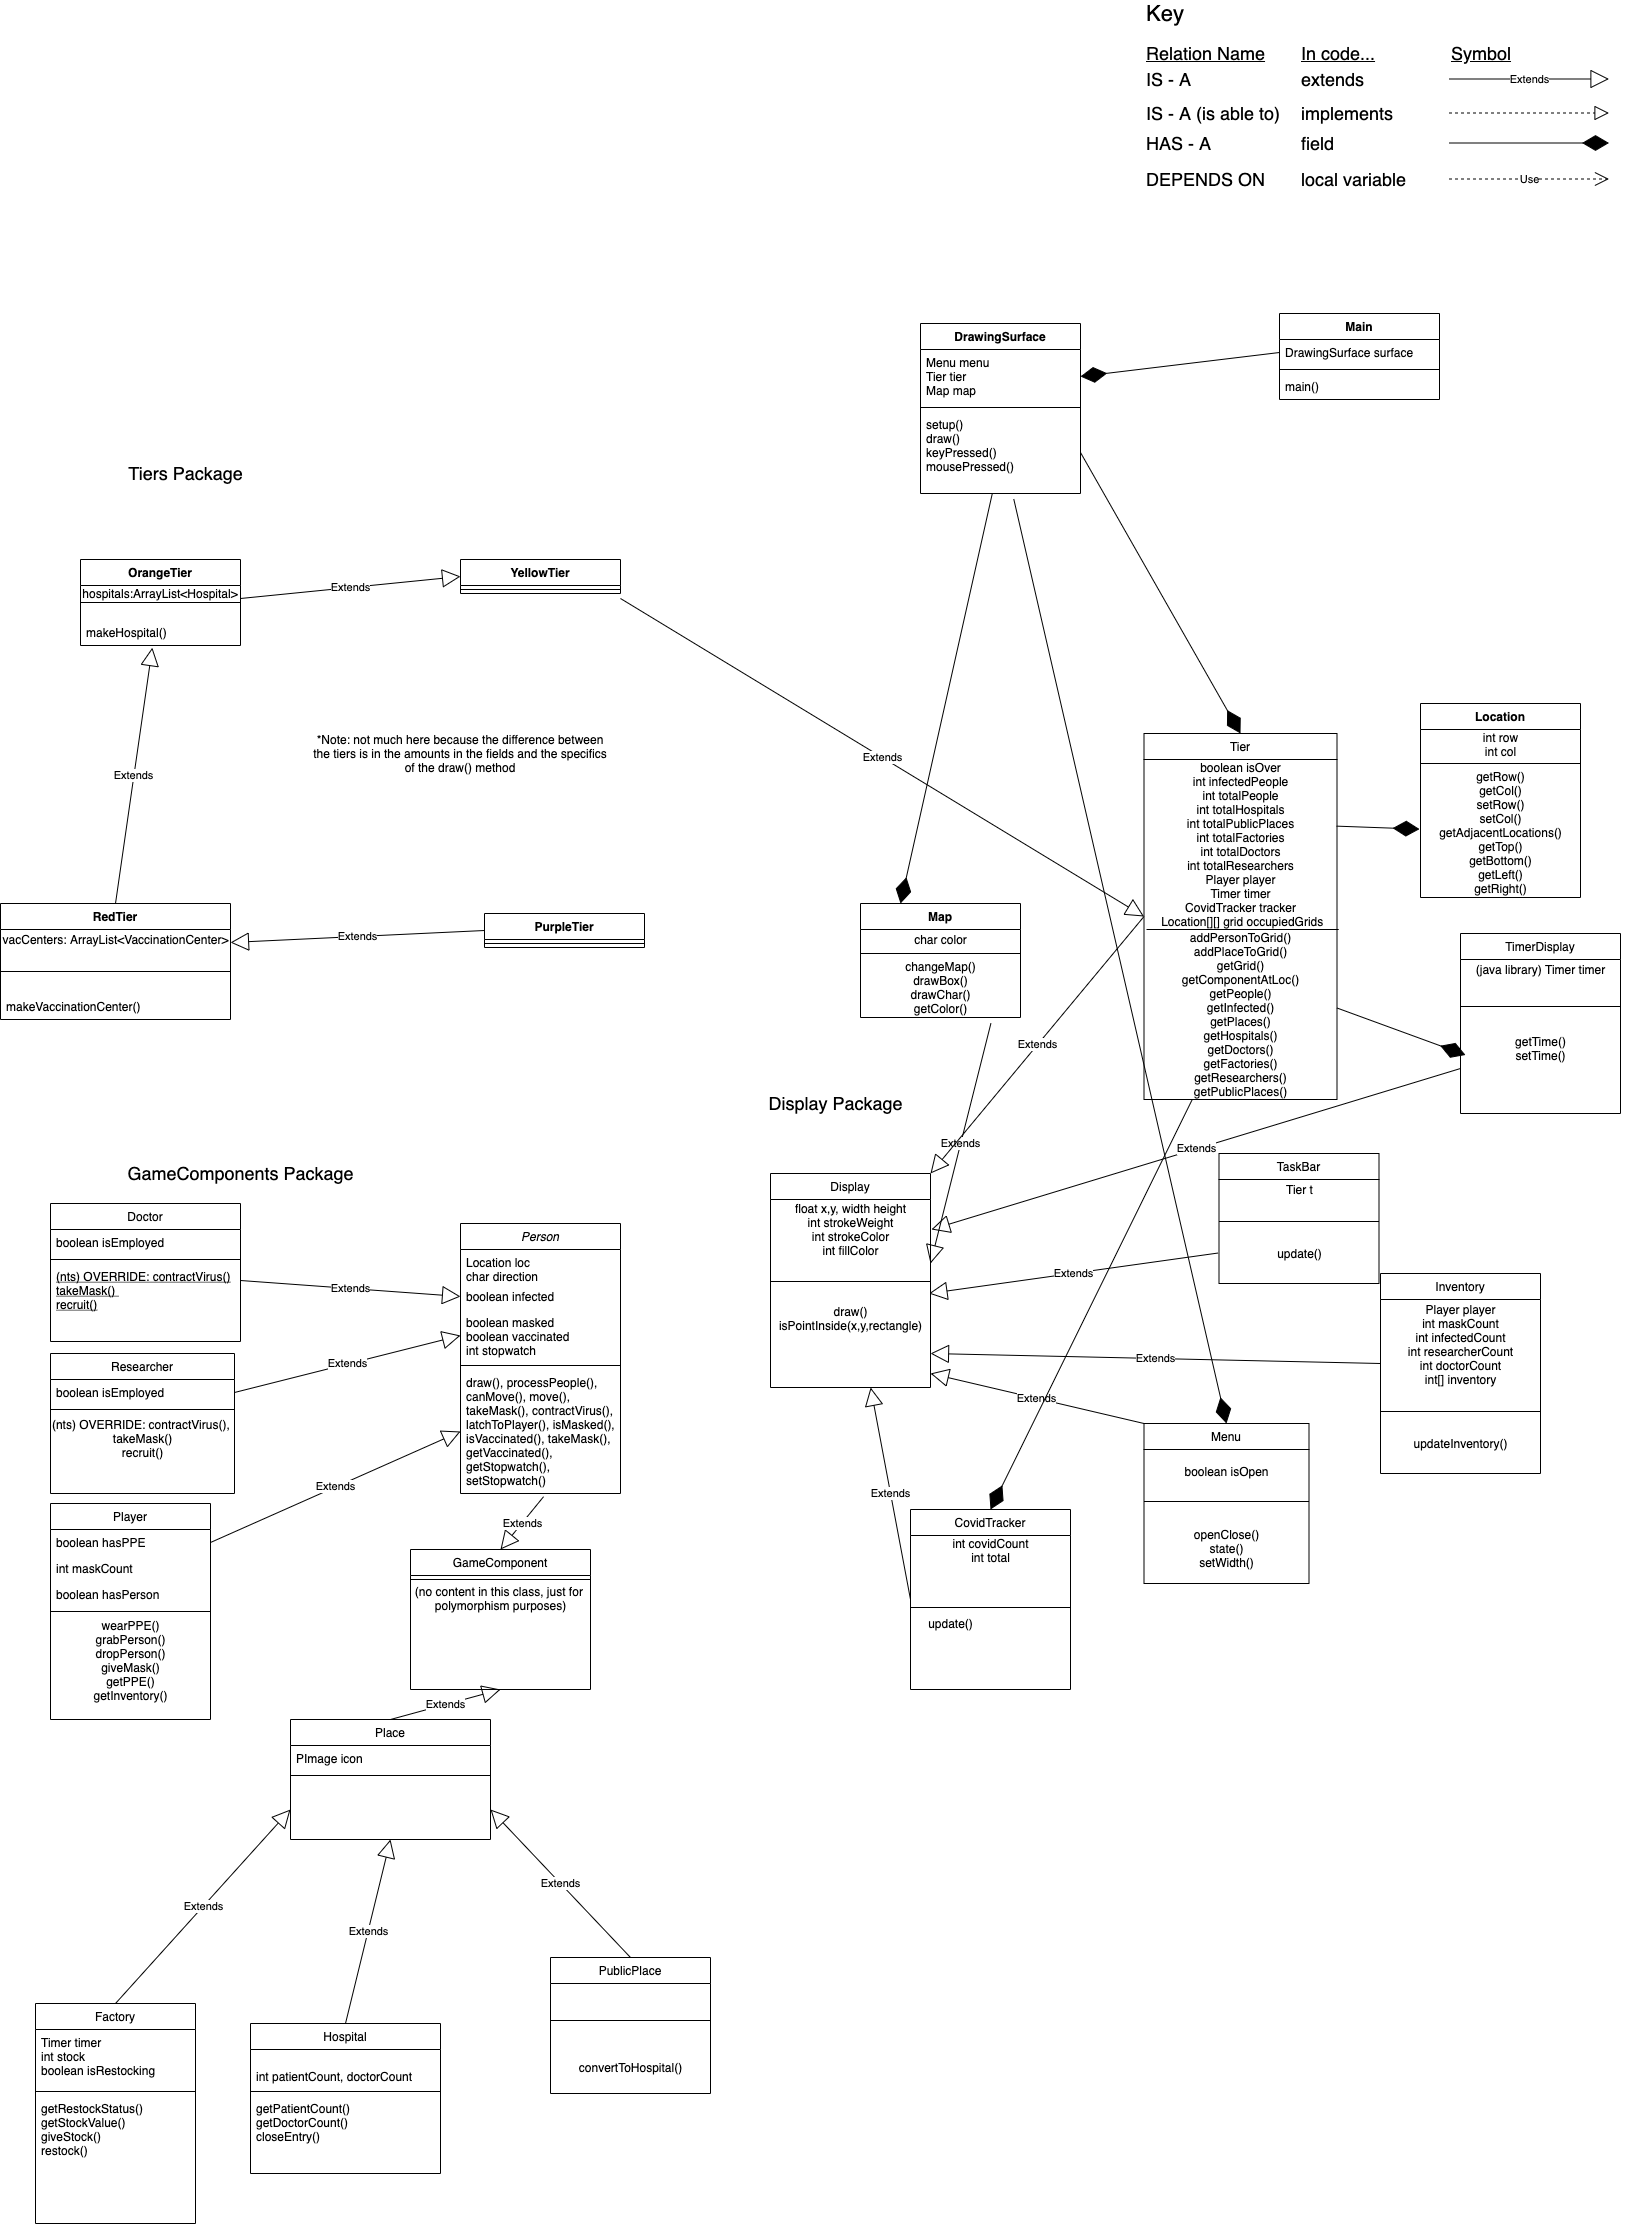 Key
Relation Name In code... Symbol
IS - A extends Extends
IS - A (is able to) implements
HAS - A field
DEPENDS ON local variable Use
DrawingSurface
Menu menu
Tier tier
Map map
setup()
draw()
keyPressed()
mousePressed()
Main
DrawingSurface surface
main()
Tiers Package
OrangeTier
hospitals:ArrayList<Hospital>
makeHospital()
Extends
YellowTier
Extends
*Note: not much here because the difference between
the tiers is in the amounts in the fields and the specifics
of the draw() method
Extends
RedTier
vacCenters: ArrayList<VaccinationCenter>
makeVaccinationCenter()
Extends
PurpleTier
Tier
boolean isOver
int infectedPeople
int totalPeople
int totalHospitals
int totalPublicPlaces
int totalFactories
int totalDoctors
int totalResearchers
Player player
Timer timer
CovidTracker tracker
Location[][] grid occupiedGrids
addPersonToGrid()
addPlaceToGrid()
getGrid()
getComponentAtLoc()
getPeople()
getInfected()
getPlaces()
getHospitals()
getDoctors()
getFactories()
getResearchers()
getPublicPlaces()
Location
int row
int col
getRow()
getCol()
setRow()
setCol()
getAdjacentLocations()
getTop()
getBottom()
getLeft()
getRight()
Map
char color
changeMap()
drawBox()
drawChar()
getColor()
TimerDisplay
(java library) Timer timer
getTime()
setTime()
Extends
Display Package
Extends
Extends
Display
float x,y, width height
int strokeWeight
int strokeColor
int fillColor
draw()
isPointInside(x,y,rectangle)
TaskBar
Tier t
update()
Extends
Inventory
Player player
int maskCount
int infectedCount
int researcherCount
int doctorCount
int[] inventory
updateInventory()
Extends
Extends
Menu
boolean isOpen
openClose()
state()
setWidth()
Extends
CovidTracker
int covidCount
int total
update()
GameComponents Package
Doctor
boolean isEmployed
(nts) OVERRIDE: contractVirus()
takeMask()
recruit()
Extends
Person
Location loc
char direction
boolean infected
boolean masked
boolean vaccinated
int stopwatch
draw(), processPeople(),
canMove(), move(),
takeMask(), contractVirus(),
latchToPlayer(), isMasked(),
isVaccinated(), takeMask(),
getVaccinated(),
getStopwatch(),
setStopwatch()
Researcher
boolean isEmployed
(nts) OVERRIDE: contractVirus(),
takeMask()
recruit()
Extends
Player
boolean hasPPE
int maskCount
boolean hasPerson
wearPPE()
grabPerson()
dropPerson()
giveMask()
getPPE()
getInventory()
Extends
Extends
GameComponent
(no content in this class, just for
polymorphism purposes)
Extends
Place
PImage icon
Extends
Extends
Extends
Factory
Timer timer
int stock
boolean isRestocking
getRestockStatus()
getStockValue()
giveStock()
restock()
Hospital
int patientCount, doctorCount
getPatientCount()
getDoctorCount()
closeEntry()
PublicPlace
convertToHospital()